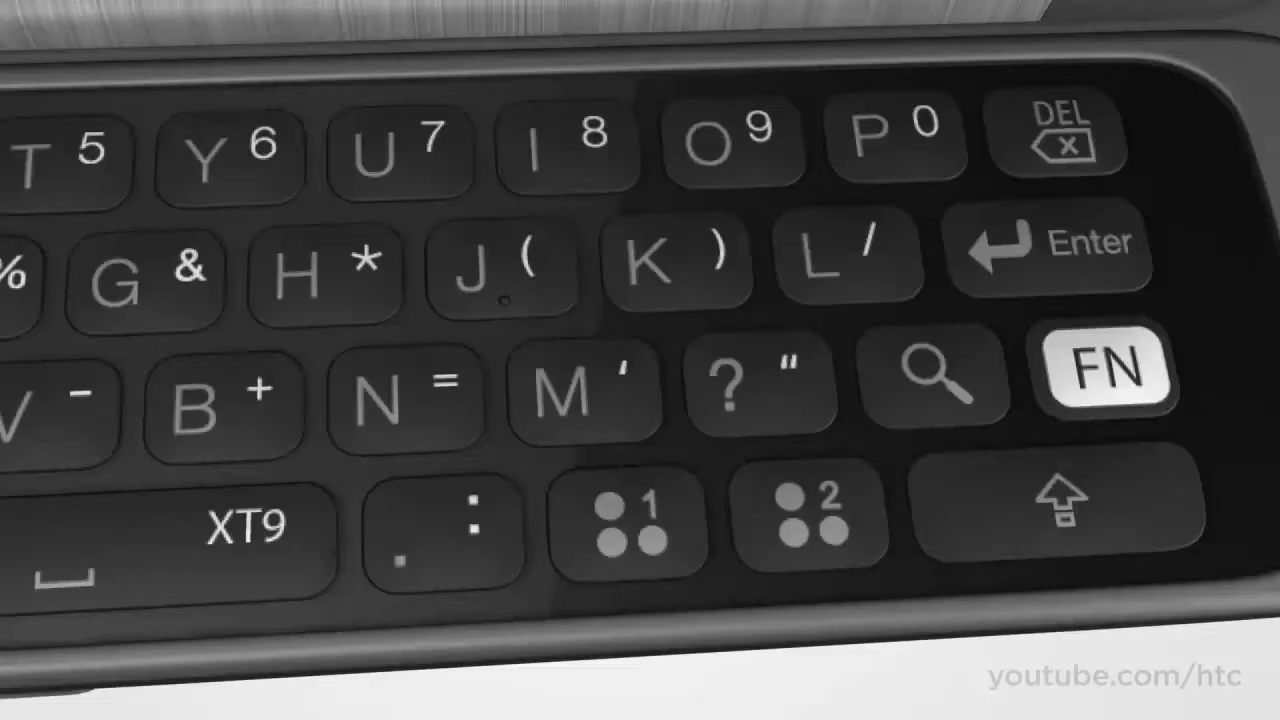 T 5 Y 6 U 7 I 8 O 9 P 0 DEL
% G & H * J ( K ) L / Enter
V - B + N = M ' ? " FN
XT9 . : 1 2
youtube.com/htc